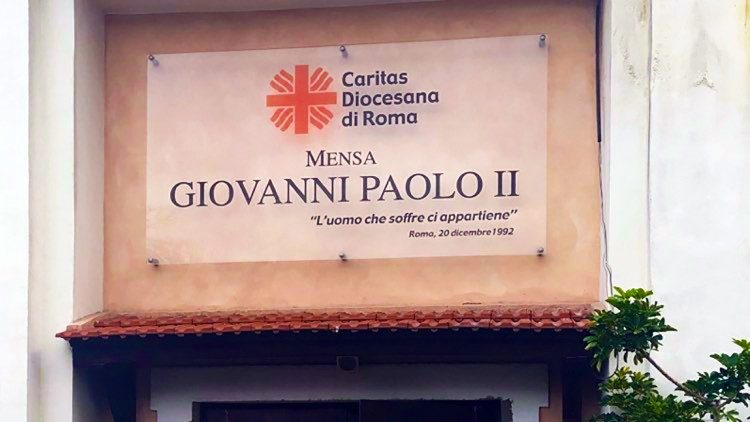 Caritas
Diocesana
di Roma
MENSA
GIOVANNI PAOLO II
“L’uomo che soffre ci appartiene”
Roma, 20 dicembre 1992